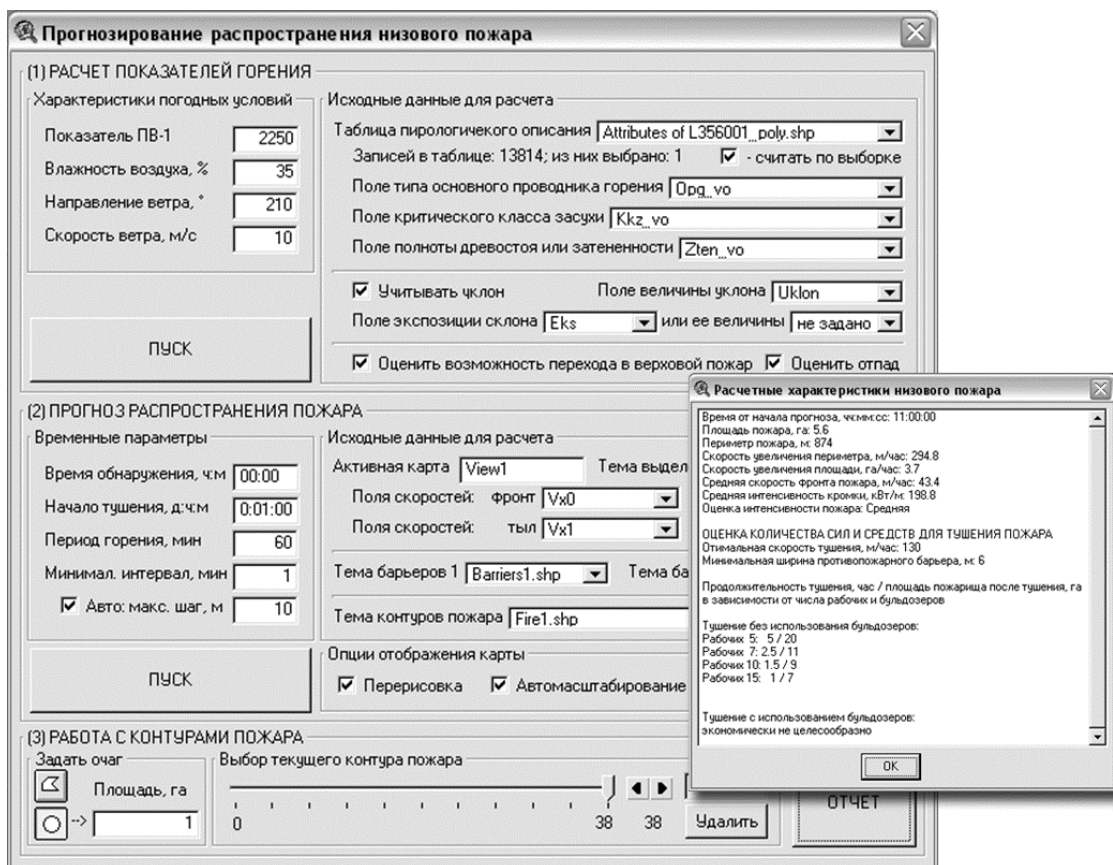 Прогнозирование распространения низового пожара
(1) РАСЧЕТ ПОКАЗАТЕЛЕЙ ГОРЕНИЯ
Характеристики погодных условий
Показатель ПВ-1 2250
Влажность воздуха, % 35
Направление ветра, ° 210
Скорость ветра, м/с 10
ПУСК
Исходные данные для расчета
Таблица пирологичекого описания Attributes of L356001_poly.shp
Записей в таблице: 13814; из них выбрано: 1 - считать по выборке
Поле типа основного проводника горения Opg_vo
Поле критического класса засухи Kkz_vo
Поле полноты древостоя или затененности Zten_vo
Учитывать уклон Поле величины уклона Uklon
Поле экспозиции склона Eks или ее величины не задано
Оценить возможность перехода в верховой пожар Оценить отпад
(2) ПРОГНОЗ РАСПРОСТРАНЕНИЯ ПОЖАРА
Временные параметры
Время обнаружения, ч:м 00:00
Начало тушения, д:ч:м 0:01:00
Период горения, мин 60
Минимал. интервал, мин 1
Авто: макс. шаг, м 10
ПУСК
Исходные данные для расчета
Активная карта View1 Тема выдел
Поля скоростей: фронт Vx0
Поля скоростей: тыл Vx1
Тема барьеров 1 Barriers1.shp Тема ба
Тема контуров пожара Fire1.shp
Опции отображения карты
Перерисовка Автомасштабирование
(3) РАБОТА С КОНТУРАМИ ПОЖАРА
Задать очаг
Площадь, га
--> 1
Выбор текущего контура пожара
0 38 38 Удалить
ОТЧЕТ
Расчетные характеристики низового пожара
Время от начала прогноза, чч:мм:сс: 11:00:00
Площадь пожара, га: 5.6
Периметр пожара, м: 874
Скорость увеличения периметра, м/час: 294.8
Скорость увеличения площади, га/час: 3.7
Средняя скорость фронта пожара, м/час: 43.4
Средняя интенсивность кромки, кВт/м: 198.8
Оценка интенсивности пожара: Средняя
ОЦЕНКА КОЛИЧЕСТВА СИЛ И СРЕДСТВ ДЛЯ ТУШЕНИЯ ПОЖАРА
Отимальная скорость тушения, м/час: 130
Минимальная ширина противопожарного барьера, м: 6
Продолжительность тушения, час / площадь пожарища после тушения, га
в зависимости от числа рабочих и бульдозеров
Тушение без использования бульдозеров:
Рабочих 5: 5 / 20
Рабочих 7: 2.5 / 11
Рабочих 10: 1.5 / 9
Рабочих 15: 1 / 7
Тушение с использованием бульдозеров:
экономически не целесообразно
OK